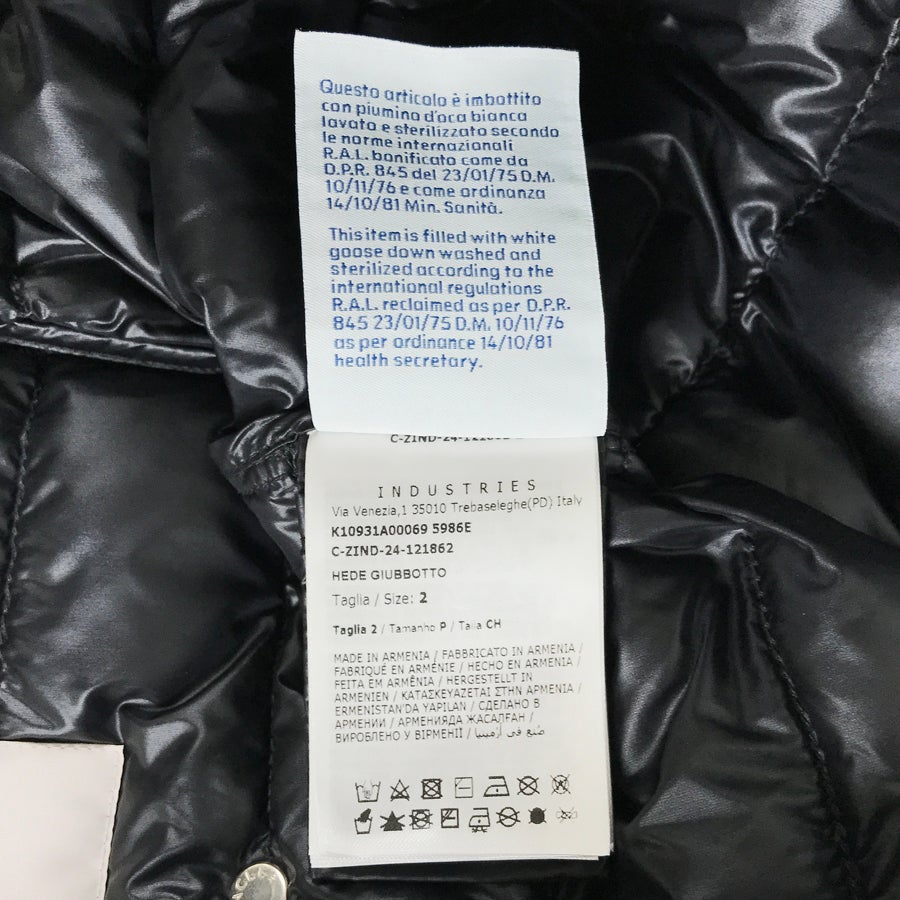 Questo articolo è imbottito
con piumino d'oca bianca
lavato e sterilizzato secondo
le norme internazionali
R.A.L. bonificato come da
D.P.R. 845 del 23/01/75 D.M.
10/11/76 e come ordinanza
14/10/81 Min. Sanità.
This item is filled with white
goose down washed and
sterilized according to the
international regulations
R.A.L. reclaimed as per D.P.R.
845 23/01/75 D.M. 10/11/76
as per ordinance 14/10/81
health secretary.
INDUSTRIES
Via Venezia,1 35010 Trebaseleghe(PD) Italy
K10931A00069 5986E
C-ZIND-24-121862
HEDE GIUBBOTTO
Taglia / Size: 2
Taglia 2 / Tamanho P / Talla CH
MADE IN ARMENIA / FABBRICATO IN ARMENIA /
FABRIQUÉ EN ARMÉNIE / HECHO EN ARMENIA /
FEITA EM ARMÊNIA / HERGESTELLT IN
ARMENIEN / ΚΑΤΑΣΚΕΥΑΖΕΤΑΙ ΣΤΗΝ ΑΡΜΕΝΙΑ /
ERMENISTAN'DA YAPILAN / СДЕЛАНО В
АРМЕНИИ / АРМЕНИЯДА ЖАСАЛҒАН /
ВИРОБЛЕНО У ВІРМЕНІЇ / صنع في أرمينيا